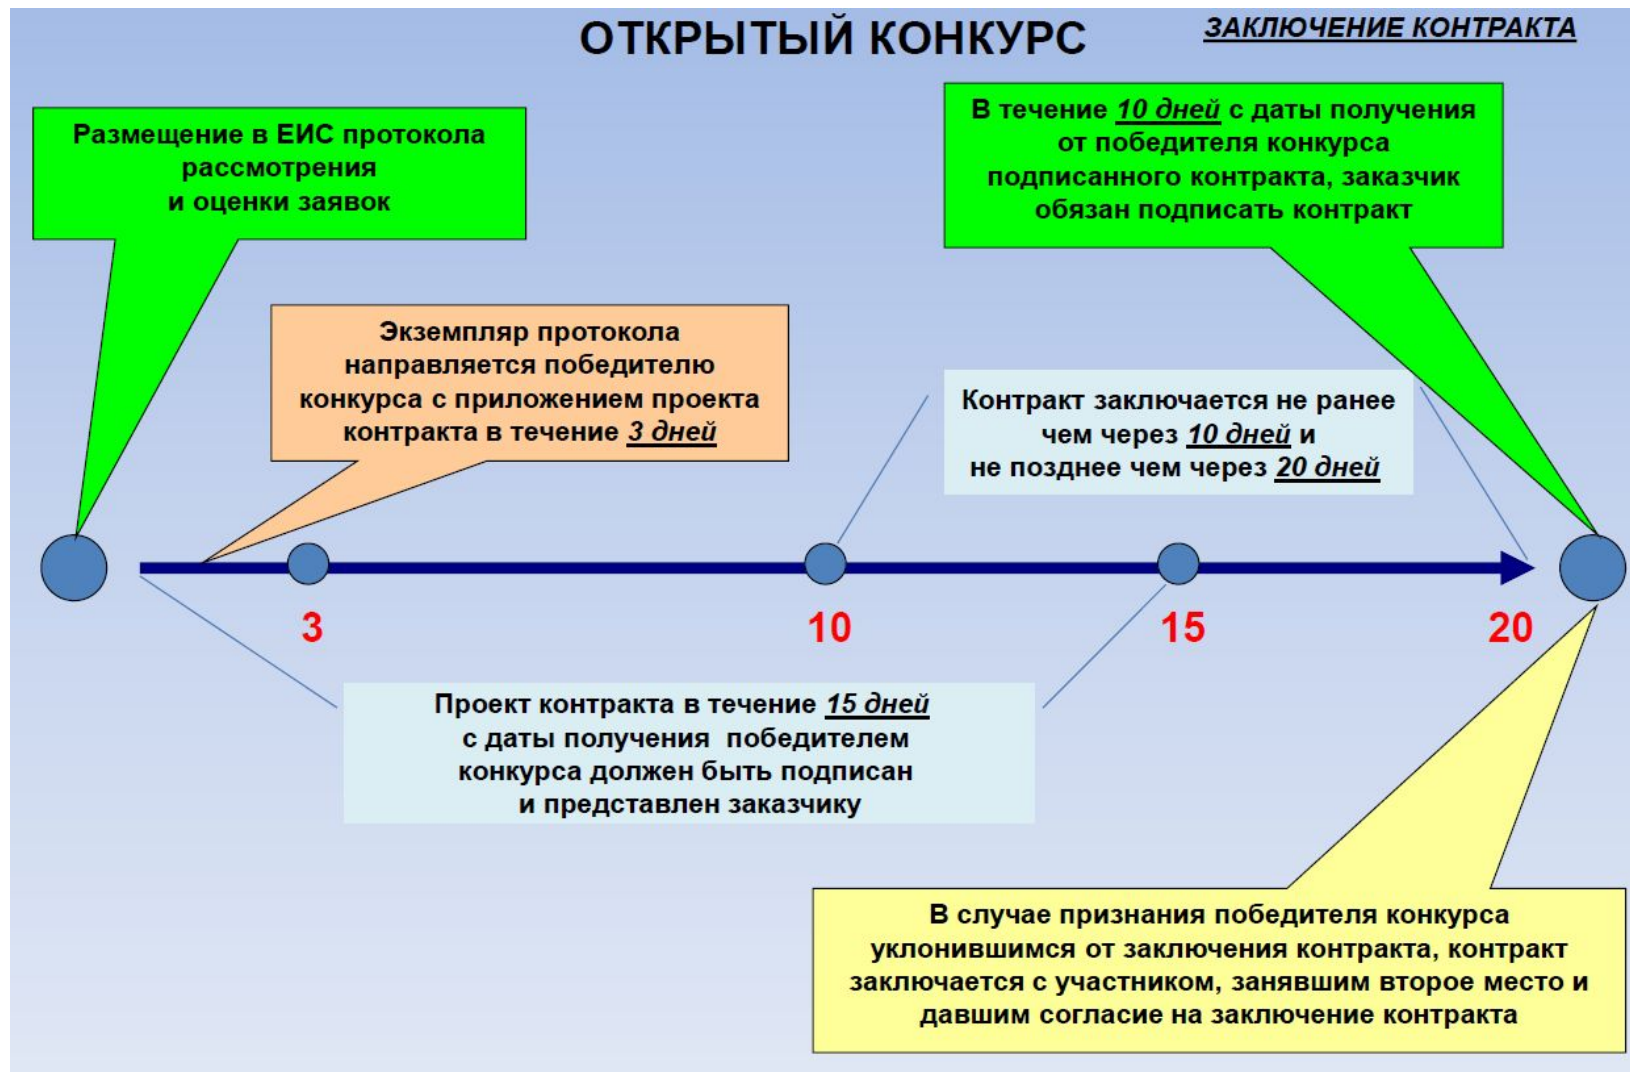 ОТКРЫТЫЙ КОНКУРС
ЗАКЛЮЧЕНИЕ КОНТРАКТА
Размещение в ЕИС протокола
рассмотрения
и оценки заявок
В течение 10 дней с даты получения
от победителя конкурса
подписанного контракта, заказчик
обязан подписать контракт
Экземпляр протокола
направляется победителю
конкурса с приложением проекта
контракта в течение 3 дней
Контракт заключается не ранее
чем через 10 дней и
не позднее чем через 20 дней
3
10
15
20
Проект контракта в течение 15 дней
с даты получения победителем
конкурса должен быть подписан
и представлен заказчику
В случае признания победителя конкурса
уклонившимся от заключения контракта, контракт
заключается с участником, занявшим второе место и
давшим согласие на заключение контракта